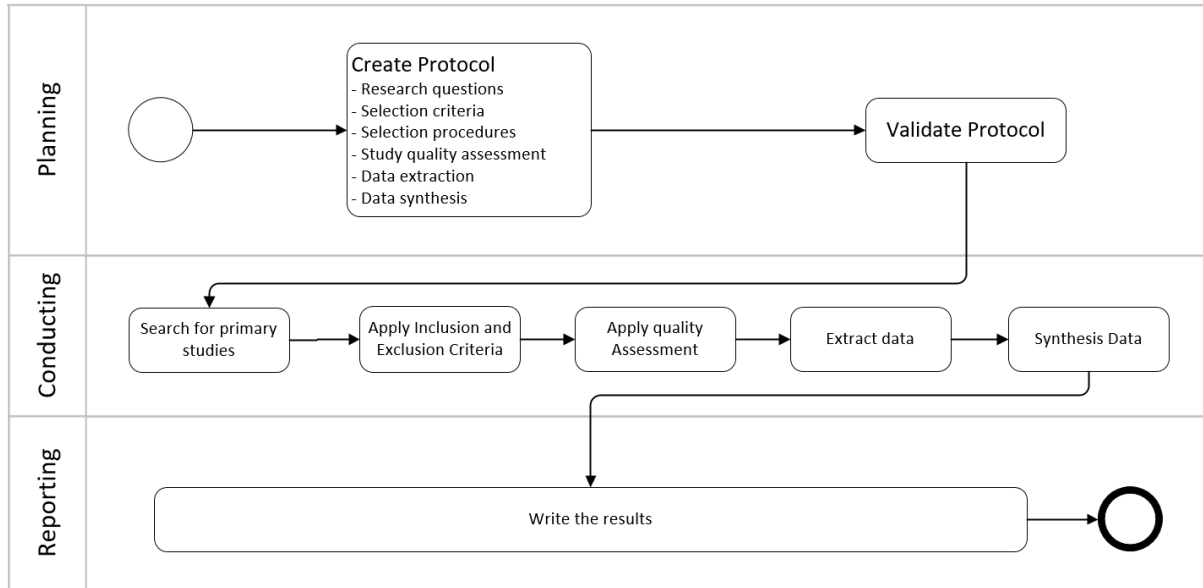 Planning
Create Protocol
- Research questions
- Selection criteria
- Selection procedures
- Study quality assessment
- Data extraction
- Data synthesis
Validate Protocol
Conducting
Search for primary
studies
Apply Inclusion and
Exclusion Criteria
Apply quality
Assessment
Extract data
Synthesis Data
Reporting
Write the results